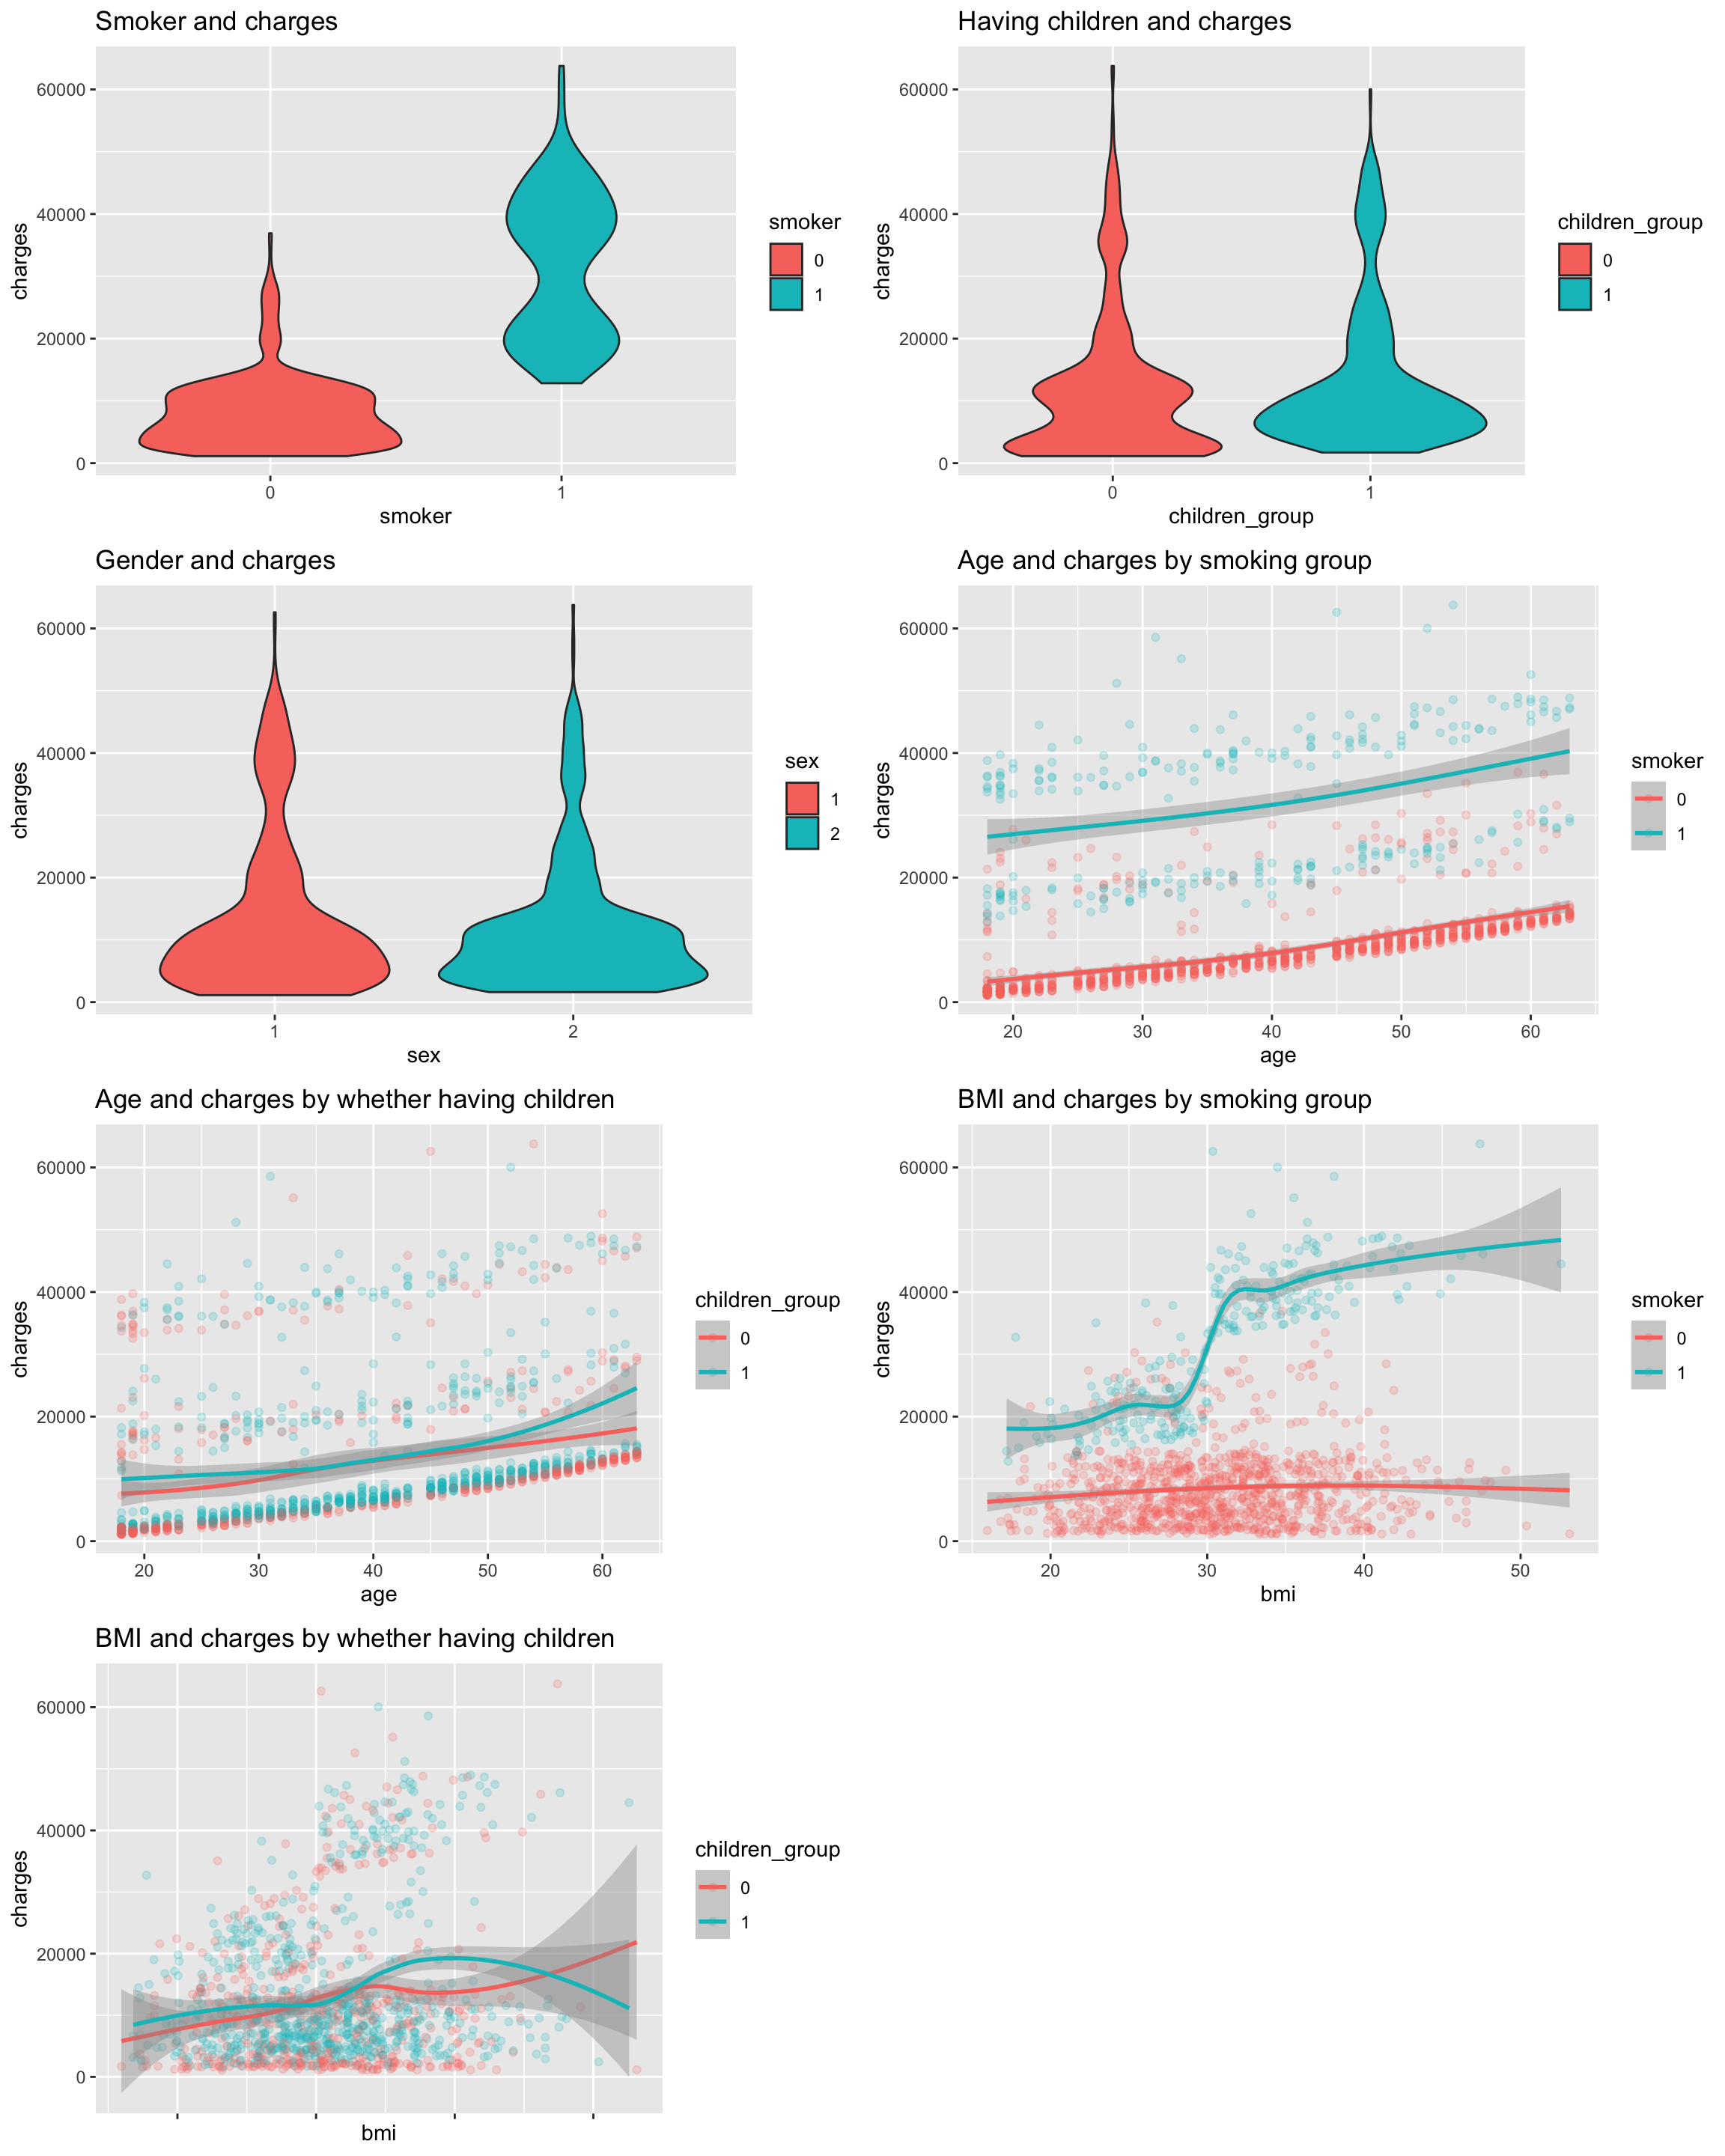 Smoker and charges
60000
40000
20000
0
charges
0 1
smoker
smoker
0
1
Having children and charges
60000
40000
20000
0
charges
0 1
children_group
children_group
0
1
Gender and charges
60000
40000
20000
0
charges
1 2
sex
sex
1
2
Age and charges by smoking group
60000
40000
20000
0
charges
20 30 40 50 60
age
smoker
0
1
Age and charges by whether having children
60000
40000
20000
0
charges
20 30 40 50 60
age
children_group
0
1
BMI and charges by smoking group
60000
40000
20000
0
charges
20 30 40 50
bmi
smoker
0
1
BMI and charges by whether having children
60000
40000
20000
0
charges
bmi
children_group
0
1